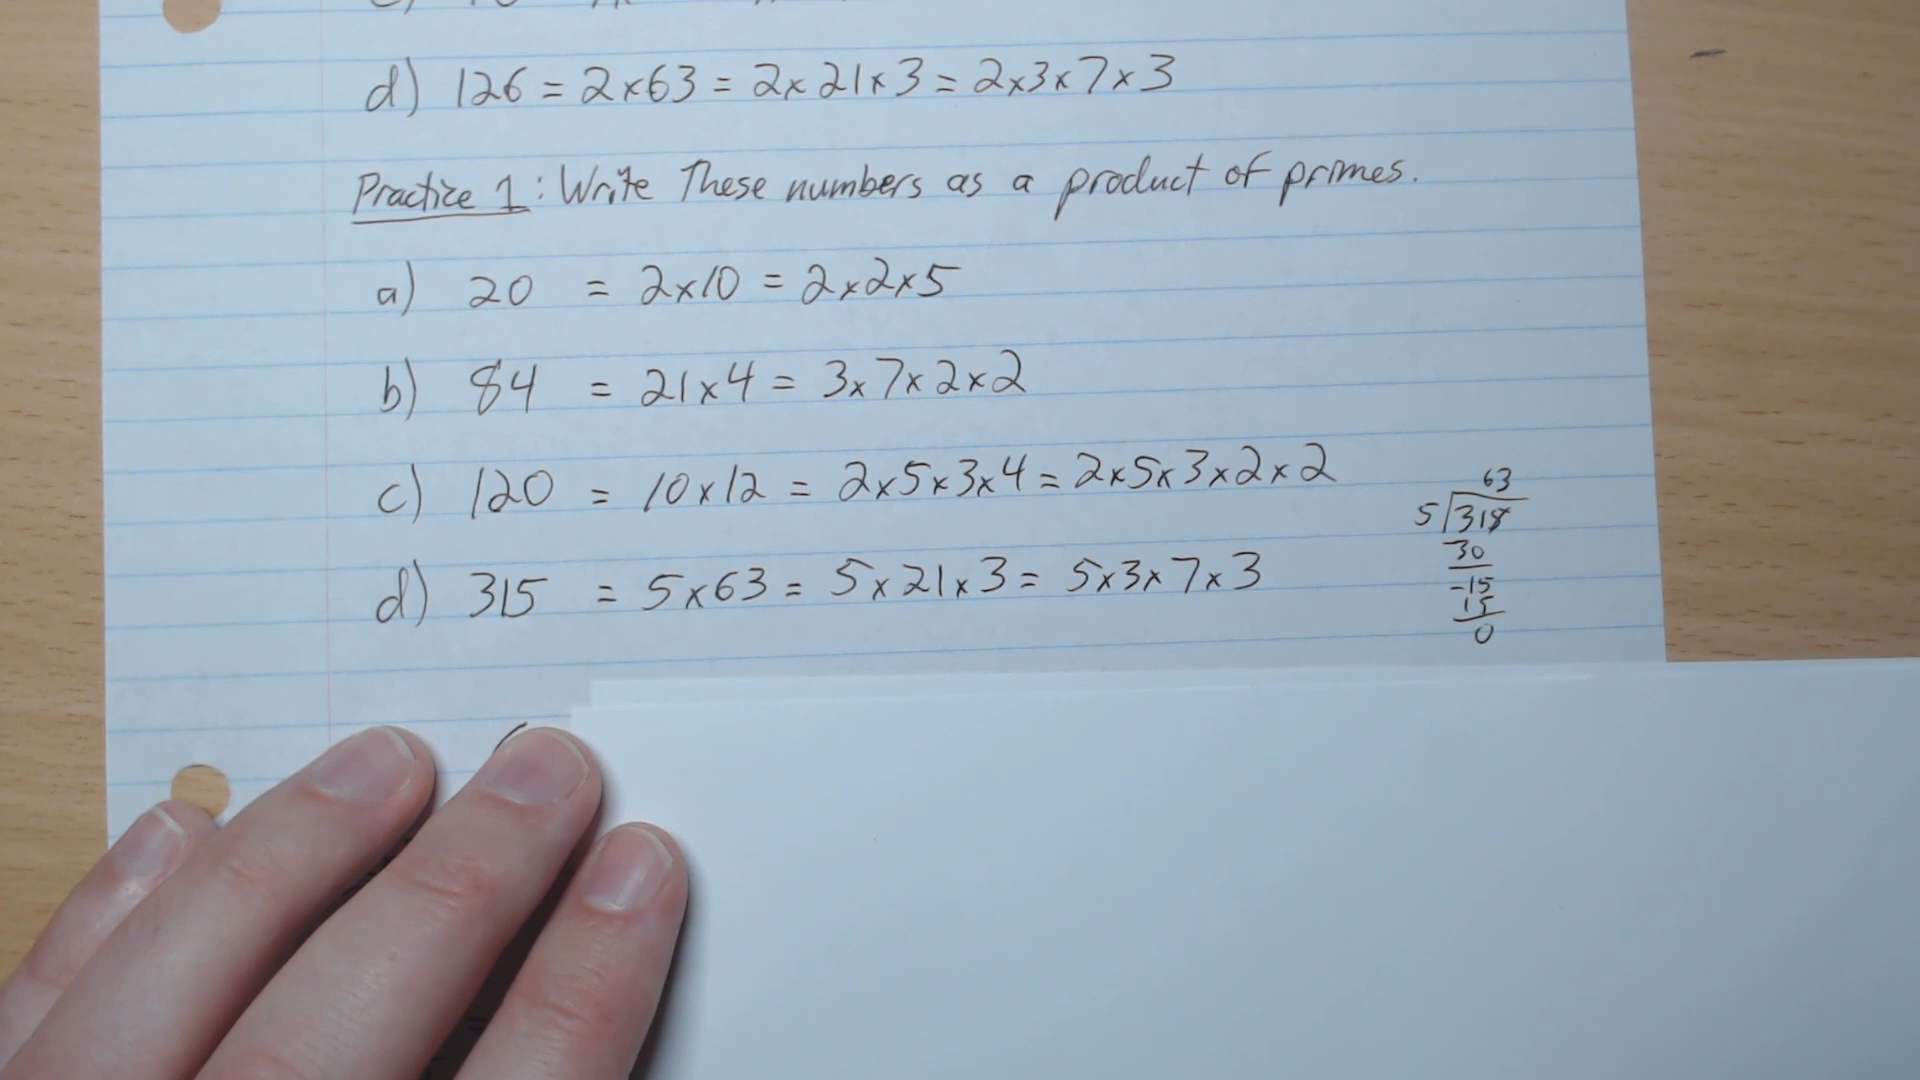 d) 126 = 2×63 = 2×21×3 = 2×3×7×3
Practice 1: Write These numbers as a product of primes.
a) 20 = 2×10 = 2×2×5
b) 84 = 21×4 = 3×7×2×2
c) 120 = 10×12 = 2×5×3×4 = 2×5×3×2×2
d) 315 = 5×63 = 5×21×3 = 5×3×7×3
63
5 315
30
-15
15
0